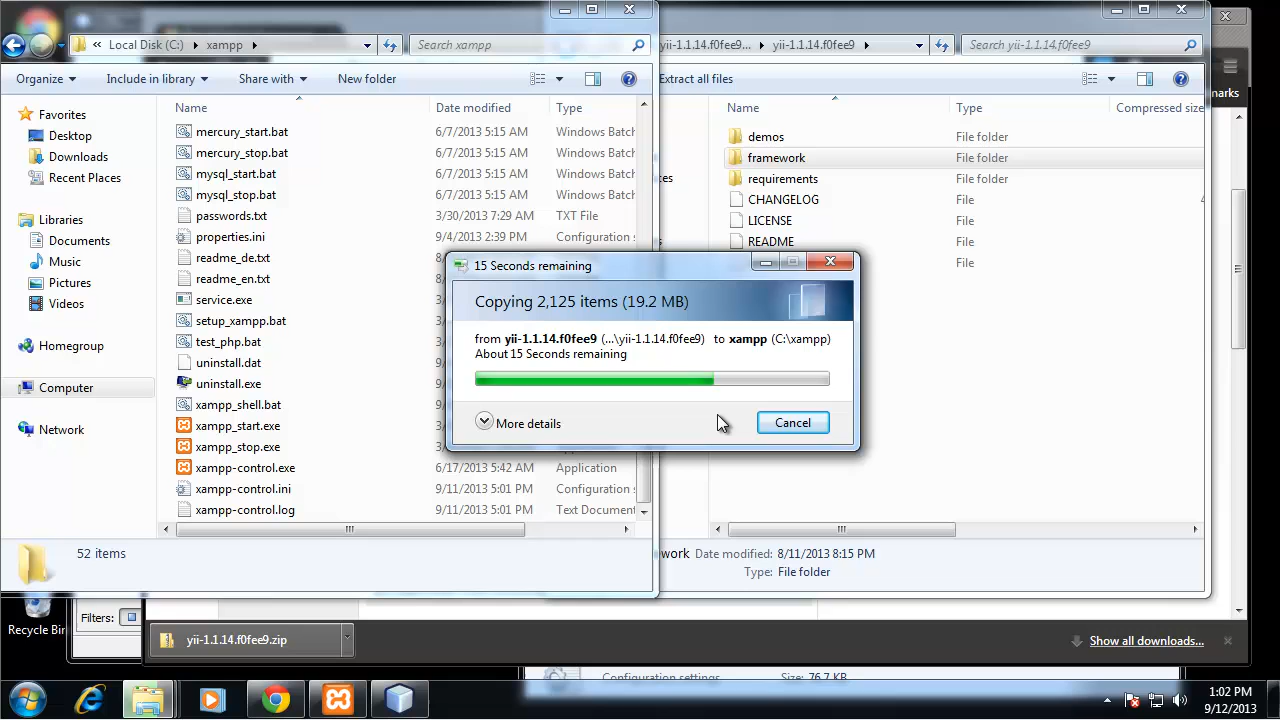 Local Disk (C:) xampp
Search xampp
Organize Include in library Share with New folder
Favorites
Desktop
Downloads
Recent Places
Libraries
Documents
Music
Pictures
Videos
Homegroup
Computer
Network
Name Date modified Type
mercury_start.bat 6/7/2013 5:15 AM Windows Batch
mercury_stop.bat 6/7/2013 5:15 AM Windows Batch
mysql_start.bat 6/7/2013 5:15 AM Windows Batch
mysql_stop.bat 6/7/2013 5:15 AM Windows Batch
passwords.txt 3/30/2013 7:29 AM TXT File
properties.ini 9/4/2013 2:39 PM Configuration s
readme_de.txt
readme_en.txt
service.exe
setup_xampp.bat
test_php.bat
uninstall.dat
uninstall.exe
xampp_shell.bat
xampp_start.exe
xampp_stop.exe
xampp-control.exe 6/17/2013 5:42 AM Application
xampp-control.ini 9/11/2013 5:01 PM Configuration s
xampp-control.log 9/11/2013 5:01 PM Text Document
52 items
yii-1.1.14.f0fee9... yii-1.1.14.f0fee9
Search yii-1.1.14.f0fee9
Extract all files
Name Type Compressed size
demos File folder
framework File folder
requirements File folder
CHANGELOG File
LICENSE File
README File
File
work Date modified: 8/11/2013 8:15 PM
Type: File folder
15 Seconds remaining
Copying 2,125 items (19.2 MB)
from yii-1.1.14.f0fee9 (...\yii-1.1.14.f0fee9) to xampp (C:\xampp)
About 15 Seconds remaining
More details
Cancel
Recycle Bin
Filters:
yii-1.1.14.f0fee9.zip
Show all downloads...
Configuration settings Size: 76.7 KB
1:02 PM
9/12/2013